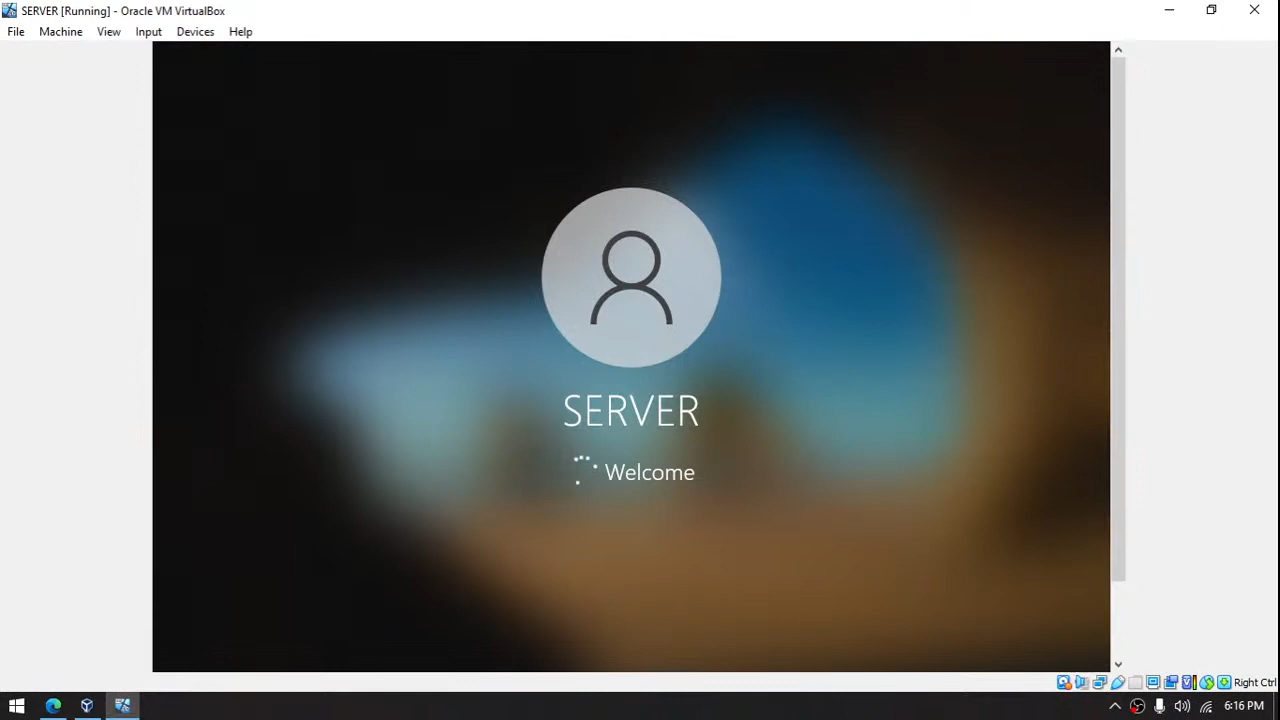 SERVER [Running] - Oracle VM VirtualBox
File Machine View Input Devices Help
SERVER
Welcome
Right Ctrl
6:16 PM